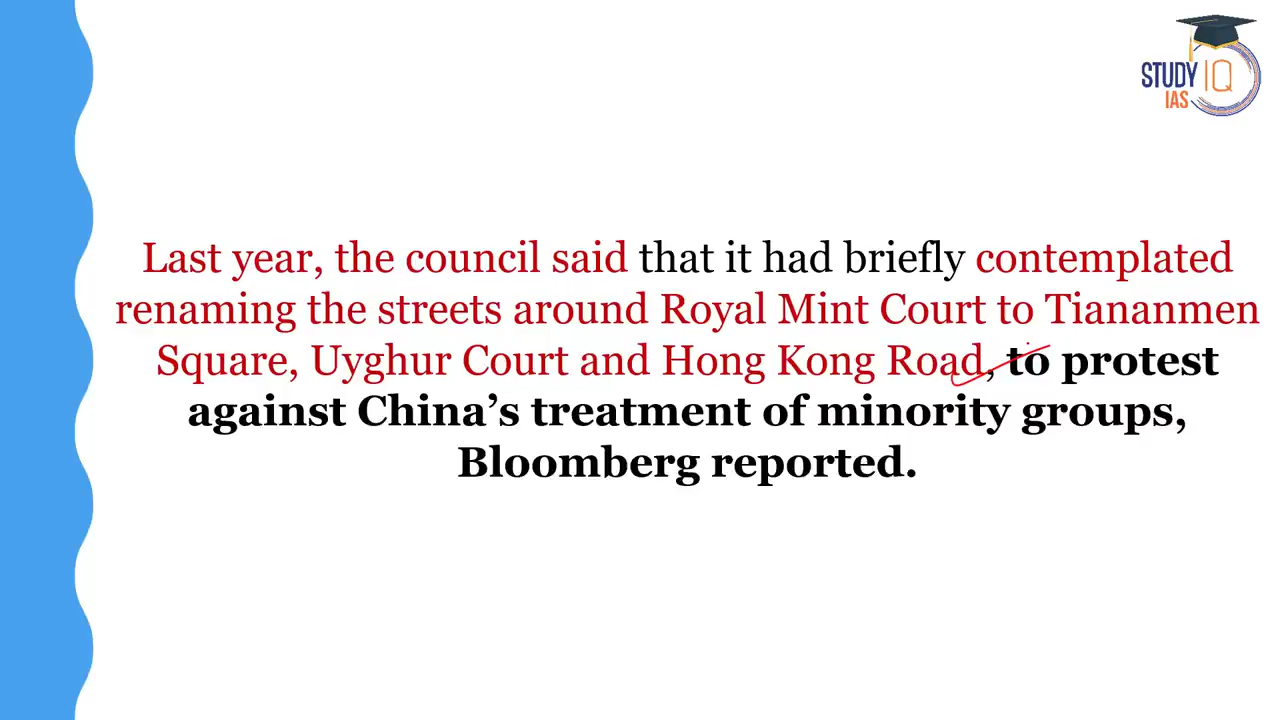 STUDY IQ
IAS
Last year, the council said that it had briefly contemplated
renaming the streets around Royal Mint Court to Tiananmen
Square, Uyghur Court and Hong Kong Road, to protest
against China’s treatment of minority groups,
Bloomberg reported.